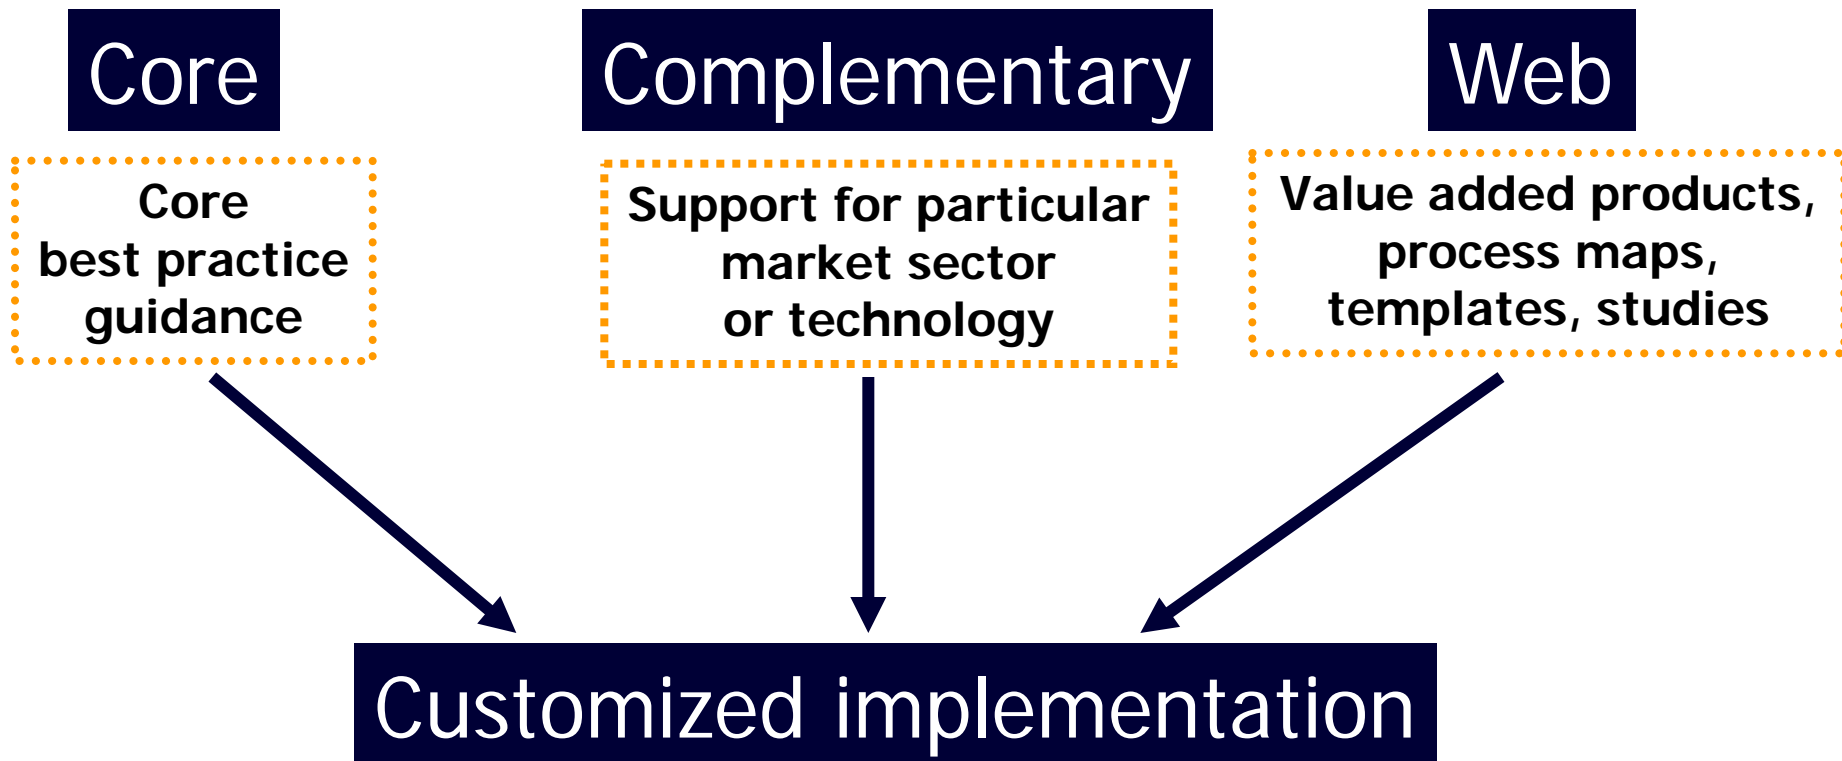 Core
Complementary
Web
Core
best practice
guidance
Support for particular
market sector
or technology
Value added products,
process maps,
templates, studies
Customized implementation